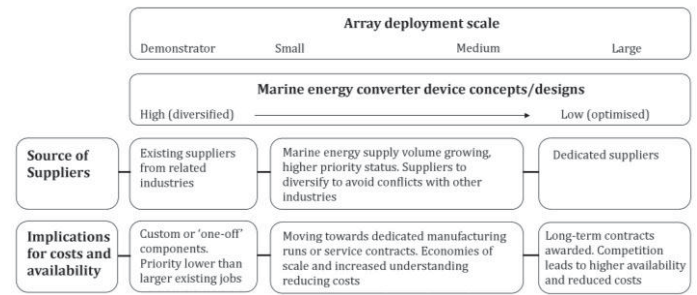 Array deployment scale
Demonstrator Small Medium Large
Marine energy converter device concepts/designs
High (diversified) Low (optimised)
Source of
Suppliers
Existing suppliers
from related
industries
Marine energy supply volume growing,
higher priority status. Suppliers to
diversify to avoid conflicts with other
industries
Dedicated suppliers
Implications
for costs and
availability
Custom or ‘one-off’
components.
Priority lower than
larger existing jobs
Moving towards dedicated manufacturing
runs or service contracts. Economies of
scale and increased understanding
reducing costs
Long-term contracts
awarded. Competition
leads to higher availability
and reduced costs